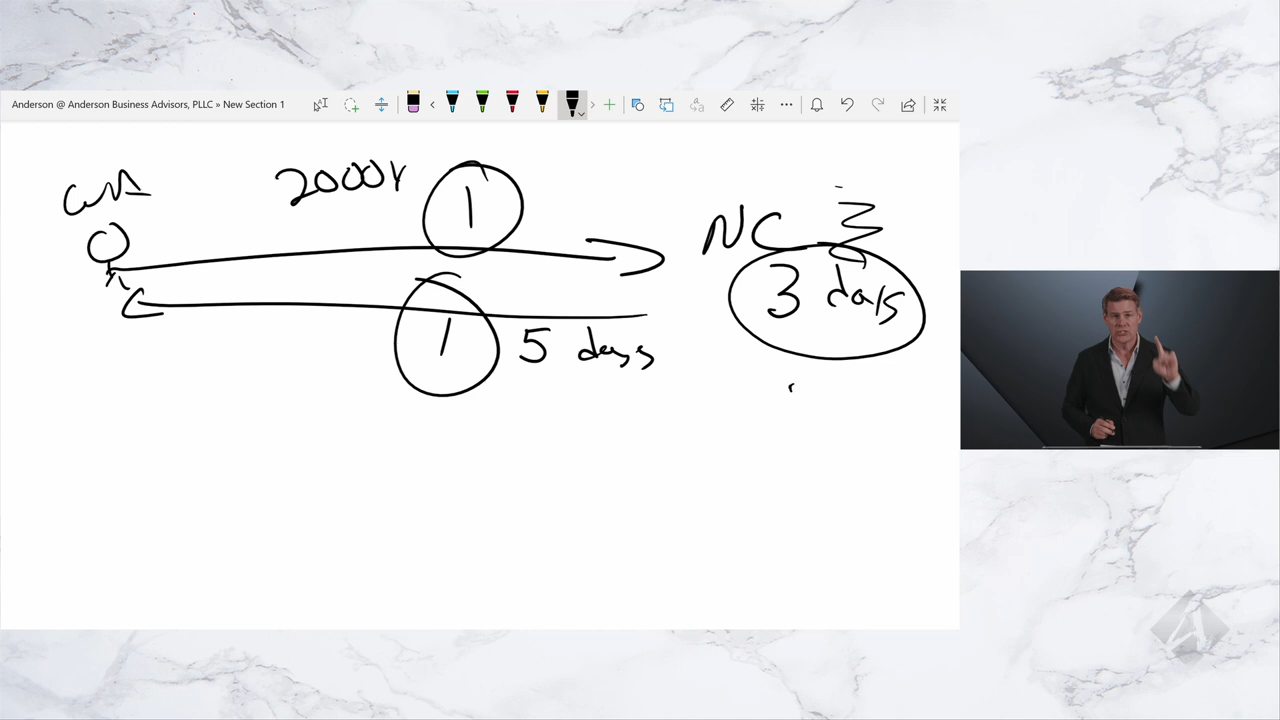 Anderson @ Anderson Business Advisors, PLLC » New Section 1
2000
1
NC
3 days
1
5 days